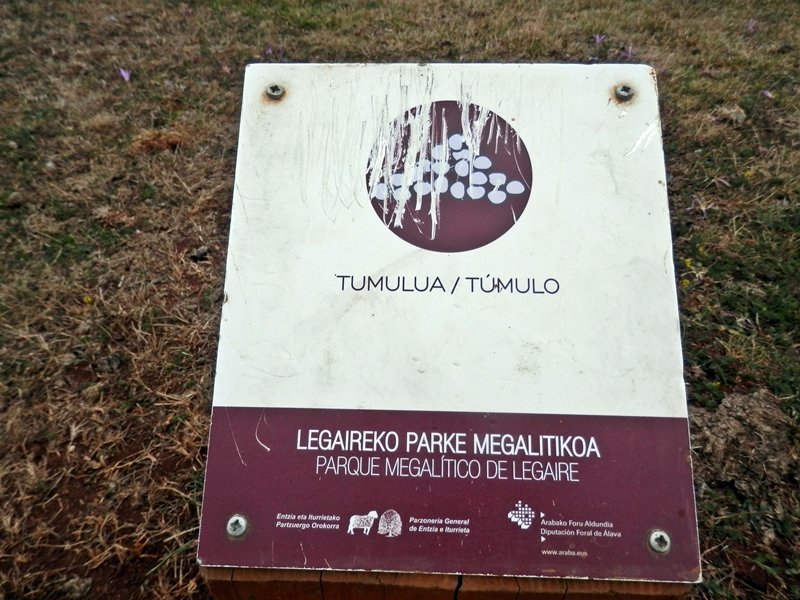 TUMULUA / TÚMULO
LEGAIREKO PARKE MEGALITIKOA
PARQUE MEGALÍTICO DE LEGAIRE
Entzia eta Iturrietako
Partzuergo Orokorra
Parzonería General
de Entzia e Iturrieta
Arabako Foru Aldundia
Diputación Foral de Álava
www.araba.eus